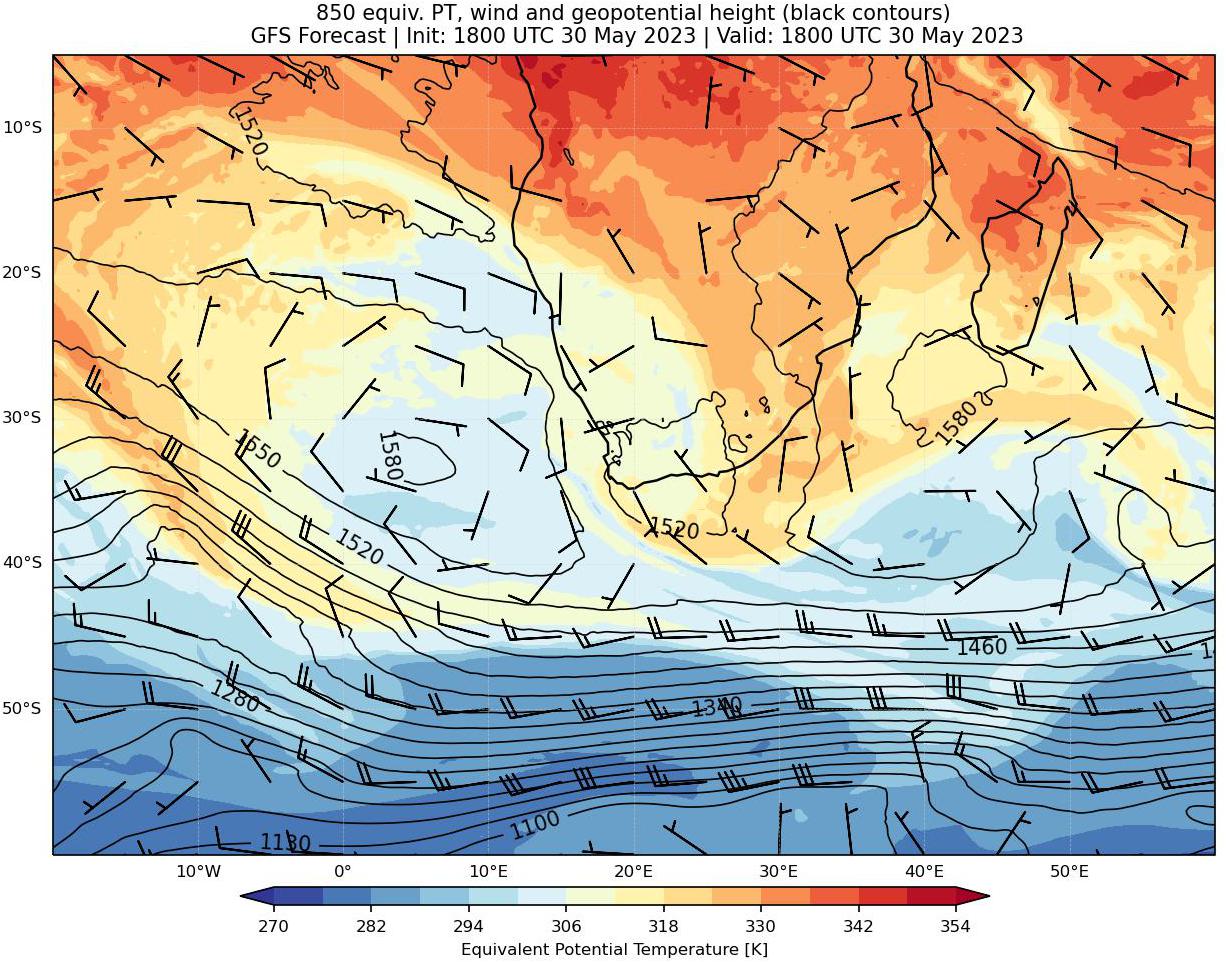 850 equiv. PT, wind and geopotential height (black contours)
GFS Forecast | Init: 1800 UTC 30 May 2023 | Valid: 1800 UTC 30 May 2023
10°S
1520
20°S
30°S
1550
1580
1580
1520
1520
40°S
1460
1280
1340
50°S
1100
1130
10°W 0° 10°E 20°E 30°E 40°E 50°E
270 282 294 306 318 330 342 354
Equivalent Potential Temperature [K]